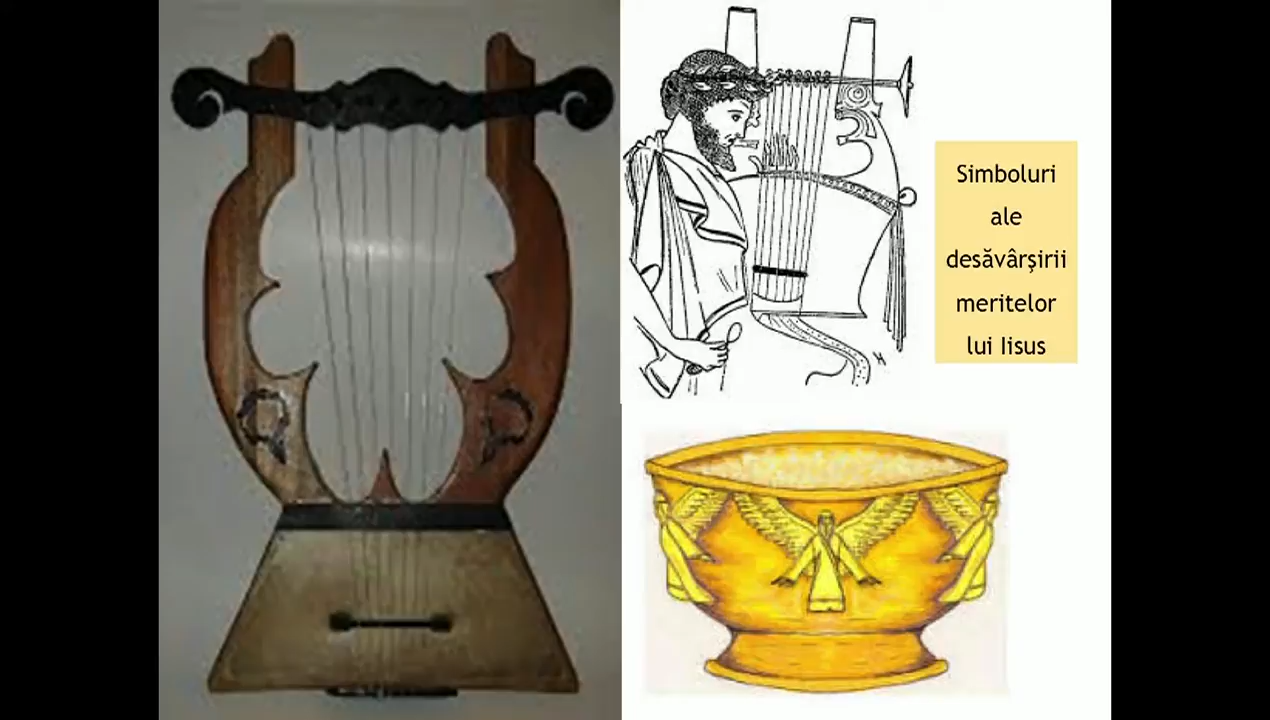 Simboluri
ale
desăvârşirii
meritelor
lui Iisus